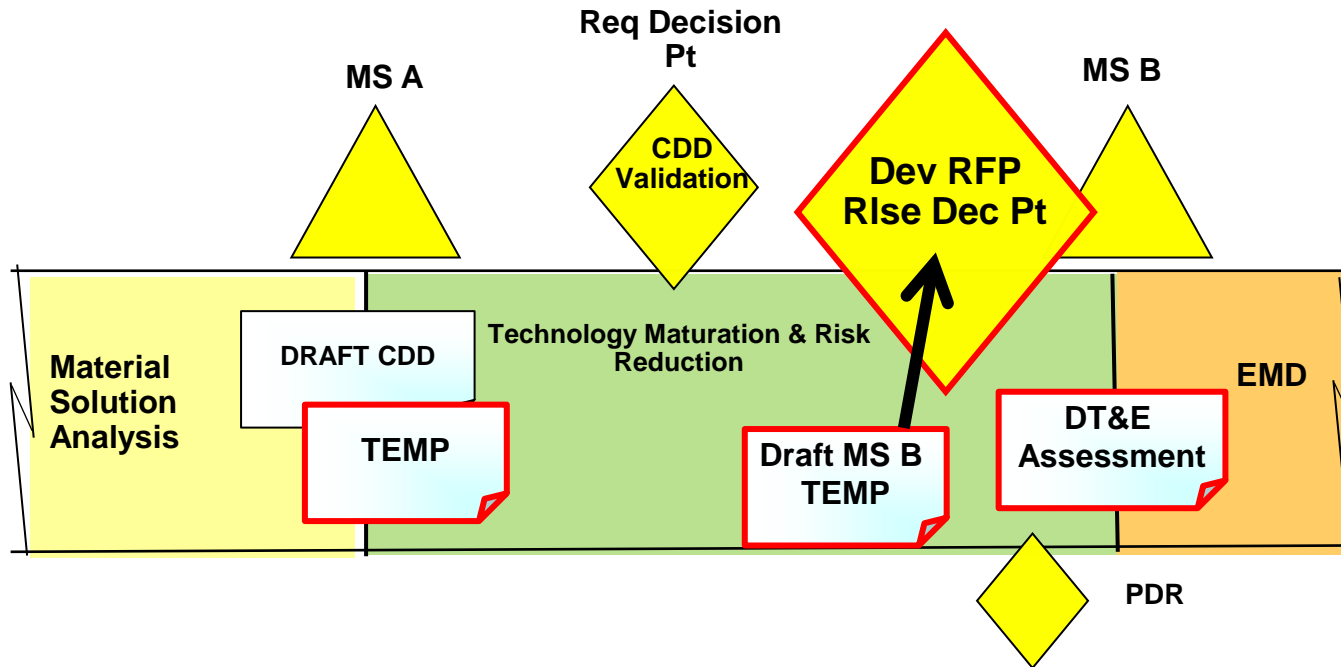 Req Decision
Pt
MS A
MS B
CDD
Validation
Dev RFP
Rlse Dec Pt
Technology Maturation & Risk
Reduction
DRAFT CDD
Material
Solution
Analysis
EMD
TEMP
Draft MS B
TEMP
DT&E
Assessment
PDR